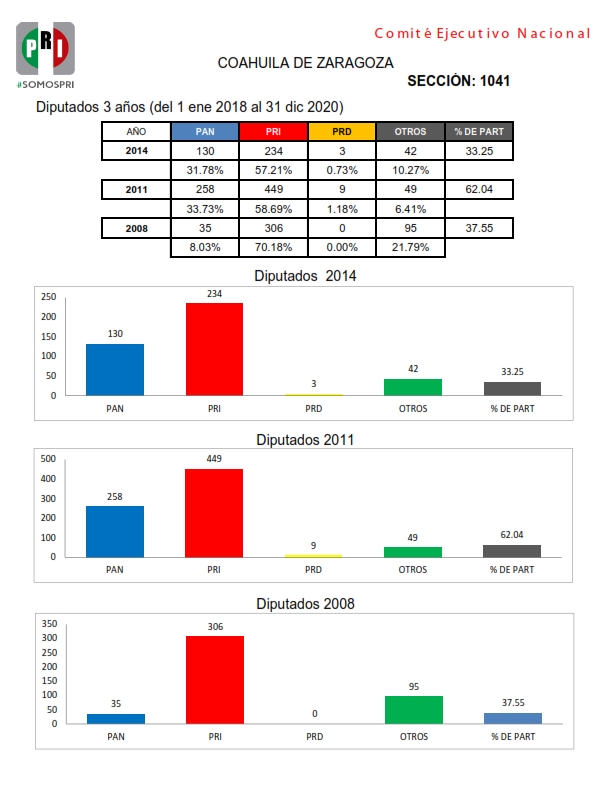 Comité Ejecutivo Nacional
PRI
#SOMOSPRI
COAHUILA DE ZARAGOZA
SECCIÓN: 1041
Diputados 3 años (del 1 ene 2018 al 31 dic 2020)
AÑO PAN PRI PRD OTROS % DE PART
2014 130 234 3 42 33.25
31.78% 57.21% 0.73% 10.27%
2011 258 449 9 49 62.04
33.73% 58.69% 1.18% 6.41%
2008 35 306 0 95 37.55
8.03% 70.18% 0.00% 21.79%
Diputados 2014
250
200
150
100
50
0
130
234
3
42
33.25
PAN PRI PRD OTROS % DE PART
Diputados 2011
500
400
300
200
100
0
258
449
9
49
62.04
PAN PRI PRD OTROS % DE PART
Diputados 2008
350
300
250
200
150
100
50
0
35
306
0
95
37.55
PAN PRI PRD OTROS % DE PART